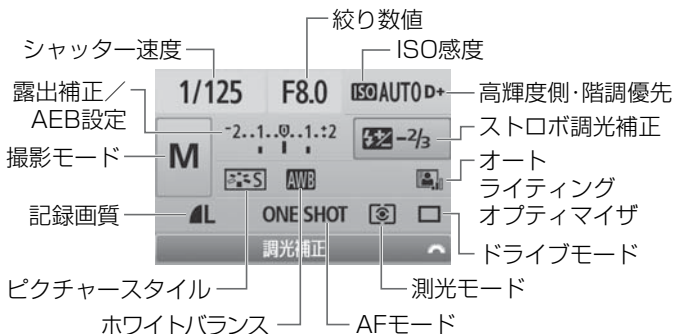 絞り数値
シャッター速度
ISO感度
1/125 F8.0 ISO AUTO D+
高輝度側・階調優先
露出補正／
AEB設定
-2..1..0..1.:2
-2/3
ストロボ調光補正
撮影モード
M
S AWB
オート
ライティング
オプティマイザ
記録画質
L ONE SHOT
ドライブモード
調光補正
ピクチャースタイル
測光モード
ホワイトバランス
AFモード